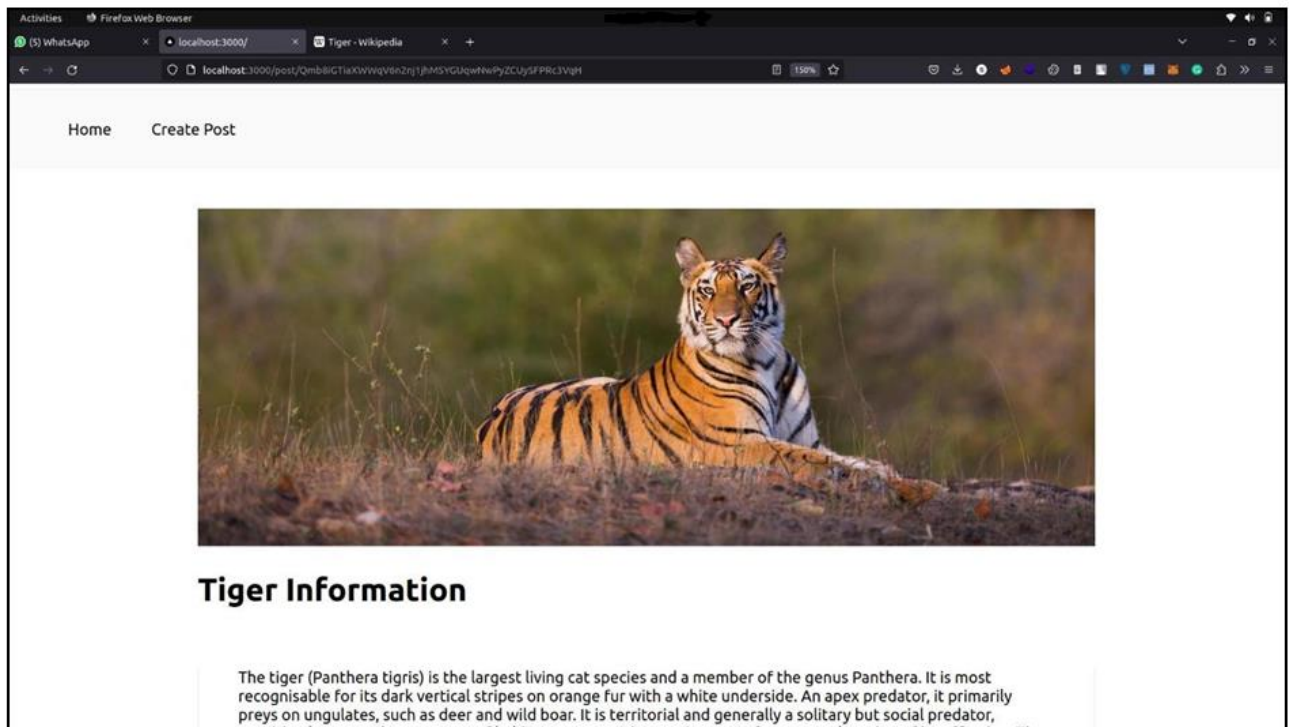 Activities Firefox Web Browser
(5) WhatsApp × localhost:3000/ × Tiger - Wikipedia × +
localhost:3000/post/ 150%
Home Create Post
Tiger Information
The tiger (Panthera tigris) is the largest living cat species and a member of the genus Panthera. It is most
recognisable for its dark vertical stripes on orange fur with a white underside. An apex predator, it primarily
preys on ungulates, such as deer and wild boar. It is territorial and generally a solitary but social predator,